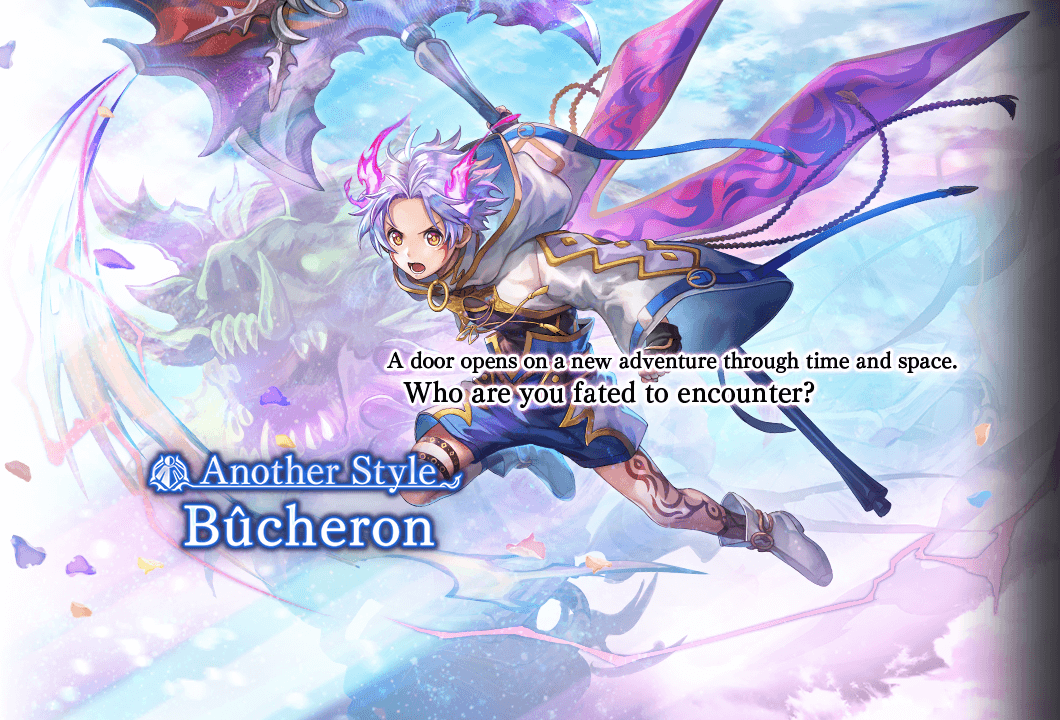 A door opens on a new adventure through time and space.
Who are you fated to encounter?
Another Style
Bûcheron